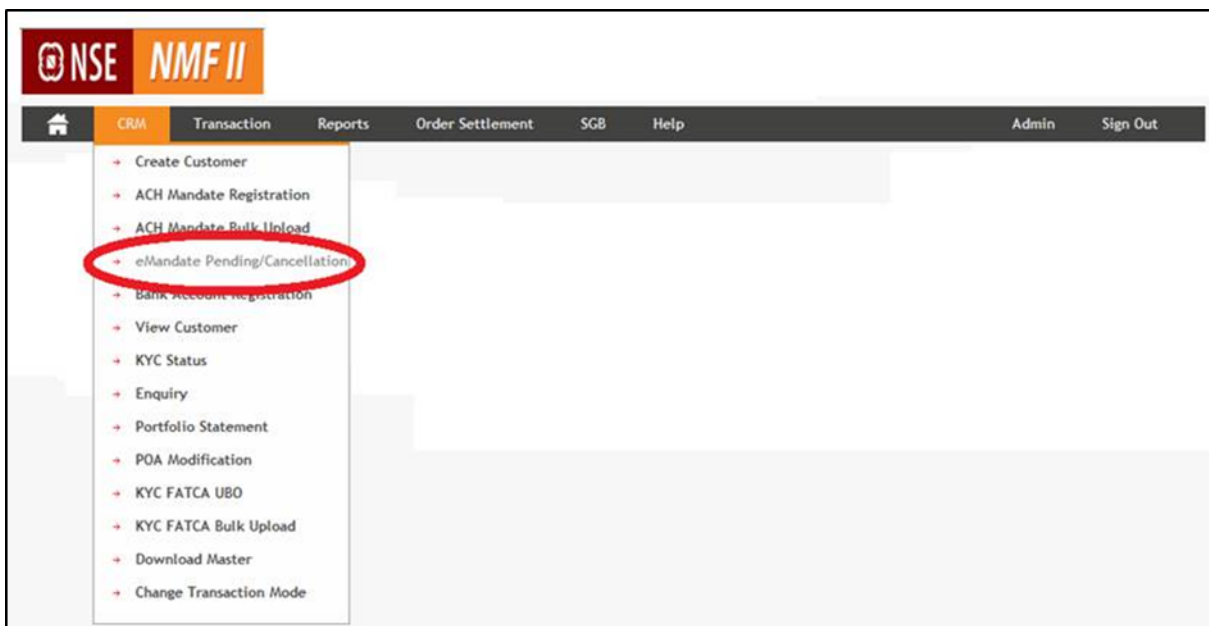 NSE NMF II
CRM Transaction Reports Order Settlement SGB Help Admin Sign Out
Create Customer
ACH Mandate Registration
ACH Mandate Bulk Upload
eMandate Pending/Cancellation
Bank Account Registration
View Customer
KYC Status
Enquiry
Portfolio Statement
POA Modification
KYC FATCA UBO
KYC FATCA Bulk Upload
Download Master
Change Transaction Mode